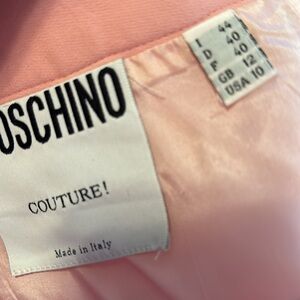 OSCHINO
COUTURE!
Made in Italy
I 44
D 40
F 40
GB 12
USA 10